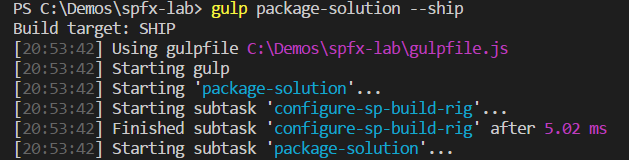 PS C:\Demos\spfx-lab> gulp package-solution --ship
Build target: SHIP
[20:53:42] Using gulpfile C:\Demos\spfx-lab\gulpfile.js
[20:53:42] Starting gulp
[20:53:42] Starting 'package-solution'...
[20:53:42] Starting subtask 'configure-sp-build-rig'...
[20:53:42] Finished subtask 'configure-sp-build-rig' after 5.02 ms
[20:53:42] Starting subtask 'package-solution'...